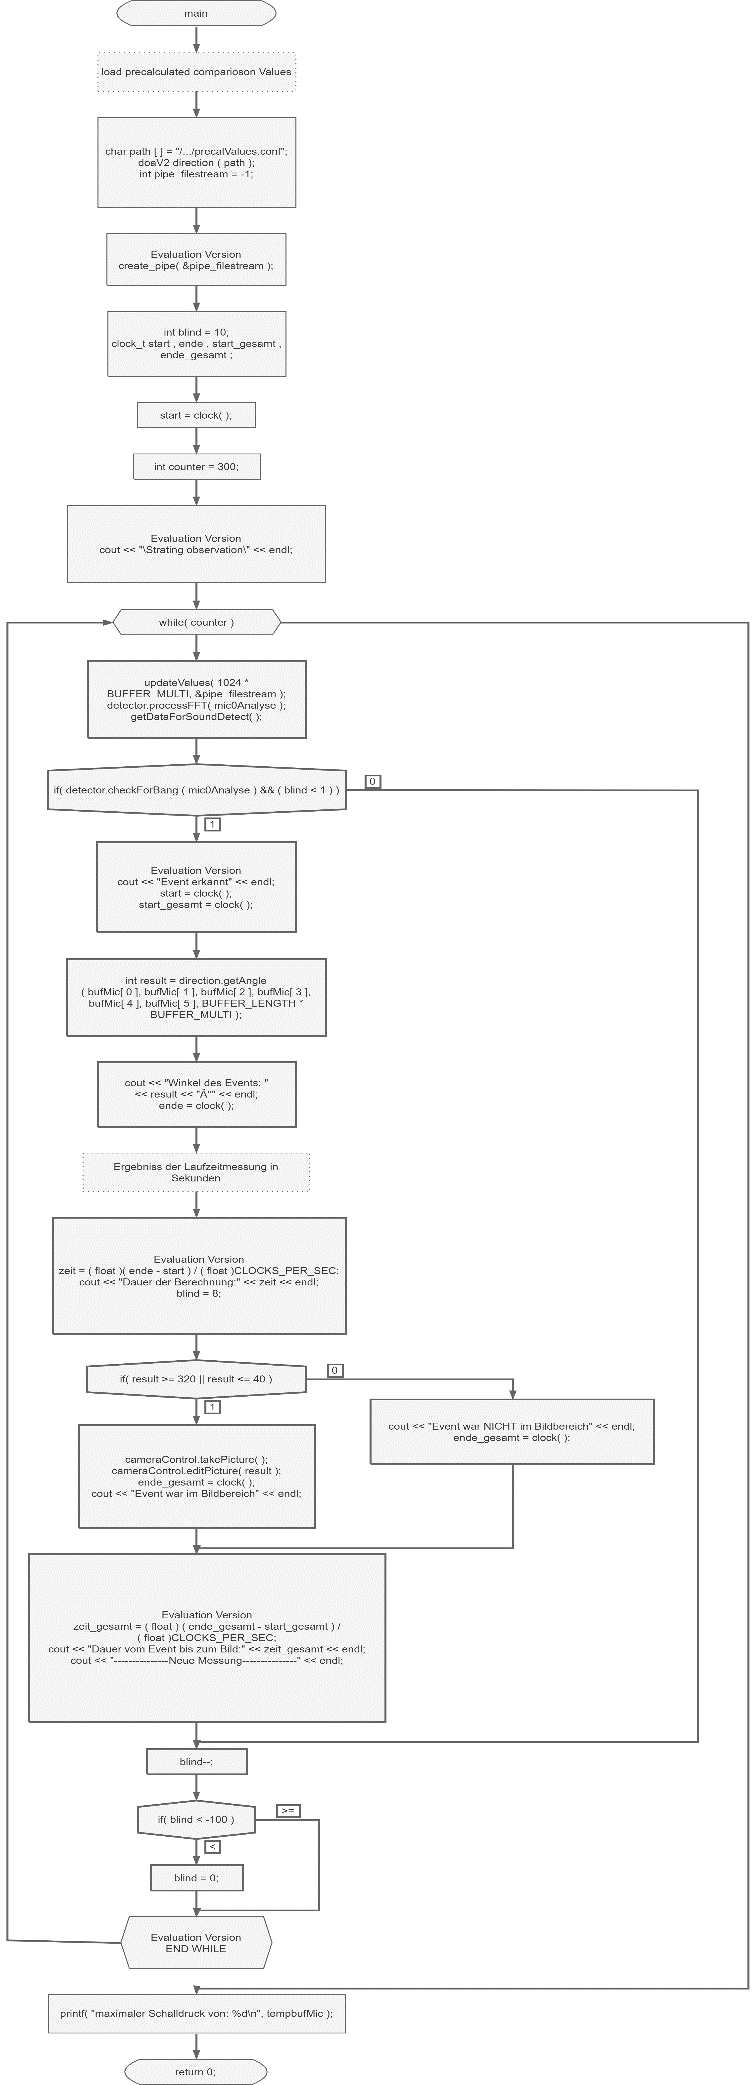 main
load precalculated comparioson Values
char path [ ] = "/.../precalValues.conf";
doaV2 direction ( path );
int pipe_filestream = -1;
Evaluation Version
create_pipe( &pipe_filestream );
int blind = 10;
clock_t start , ende , start_gesamt ,
ende_gesamt ;
start = clock( );
int counter = 300;
Evaluation Version
cout << "\Strating observation\" << endl;
while( counter )
updateValues( 1024 *
BUFFER_MULTI, &pipe_filestream );
detector.processFFT( mic0Analyse );
getDataForSoundDetect( );
if( detector.checkForBang ( mic0Analyse ) && ( blind < 1 ) )
0
1
Evaluation Version
cout << "Event erkannt" << endl;
start = clock( );
start_gesamt = clock( );
int result = direction.getAngle
( bufMic[ 0 ], bufMic[ 1 ], bufMic[ 2 ], bufMic[ 3 ],
bufMic[ 4 ], bufMic[ 5 ], BUFFER_LENGTH *
BUFFER_MULTI );
cout << "Winkel des Events: "
<< result << "Â°" << endl;
ende = clock( );
Ergebniss der Laufzeitmessung in
Sekunden
Evaluation Version
zeit = ( float )( ende - start ) / ( float )CLOCKS_PER_SEC;
cout << "Dauer der Berechnung:" << zeit << endl;
blind = 8;
if( result >= 320 || result <= 40 )
0
1
cout << "Event war NICHT im Bildbereich" << endl;
ende_gesamt = clock( );
cameraControl.takePicture( );
cameraControl.editPicture( result );
ende_gesamt = clock( );
cout << "Event war im Bildbereich" << endl;
Evaluation Version
zeit_gesamt = ( float ) ( ende_gesamt - start_gesamt ) /
( float )CLOCKS_PER_SEC;
cout << "Dauer vom Event bis zum Bild:" << zeit_gesamt << endl;
cout << "---------------Neue Messung---------------" << endl;
blind--;
if( blind < -100 )
>=
<
blind = 0;
Evaluation Version
END WHILE
printf( "maximaler Schalldruck von: %d\n", tempbufMic );
return 0;